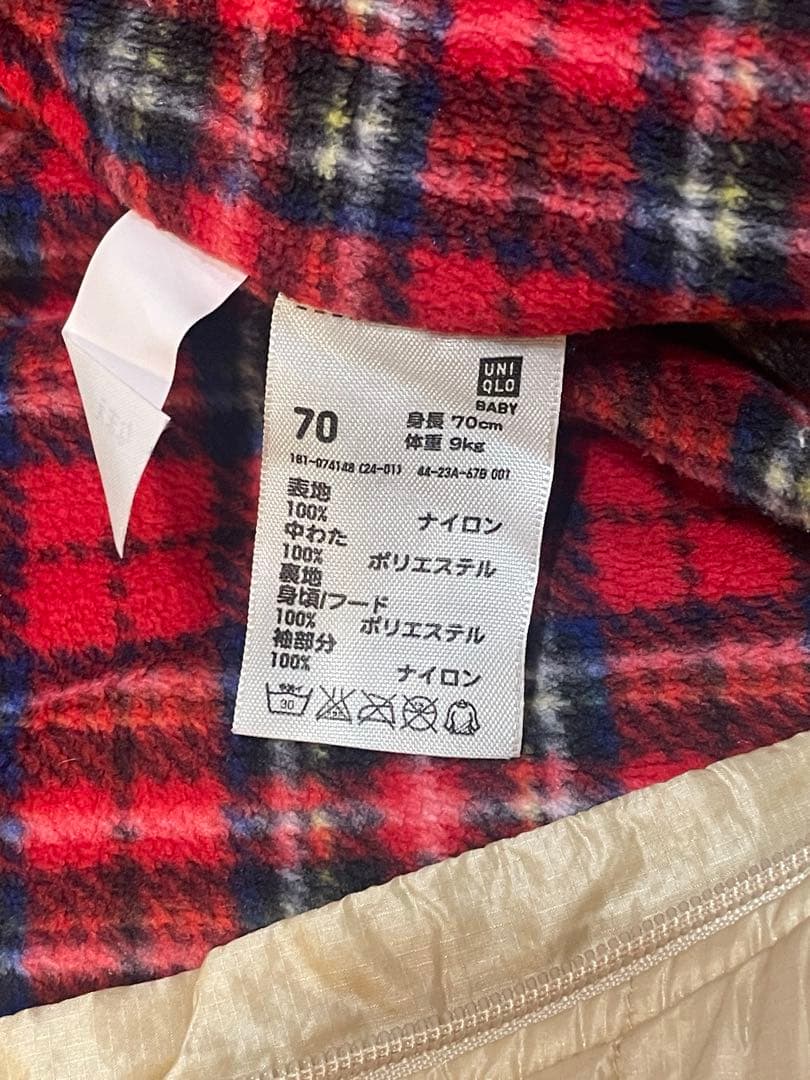 UNI
QLO
BABY
70
身長 70cm
体重 9kg
181-074148 (24-01) 44-23A-67B 001
表地
100% ナイロン
中わた
100% ポリエステル
裏地
身頃/フード
100% ポリエステル
袖部分
100% ナイロン
30